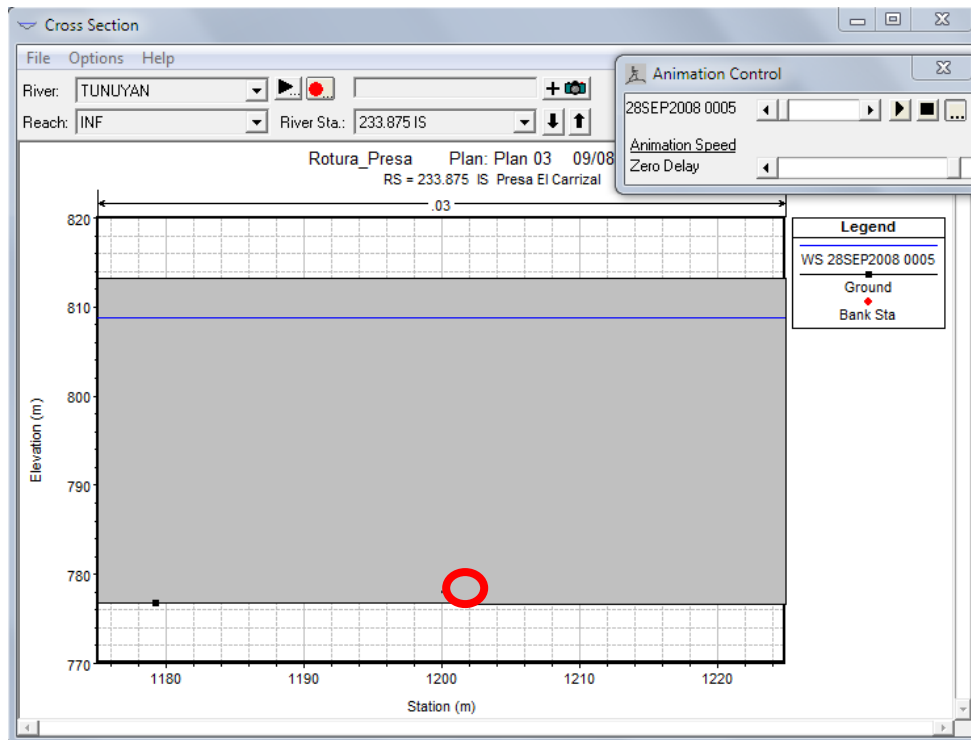 Cross Section
File Options Help
River: TUNUYAN
Reach: INF River Sta.: 233.875 IS
Animation Control
28SEP2008 0005
Animation Speed
Zero Delay
Rotura_Presa Plan: Plan 03 09/08
RS = 233.875 IS Presa El Carrizal
.03
820
810
800
790
780
770
Elevation (m)
1180 1190 1200 1210 1220
Station (m)
Legend
WS 28SEP2008 0005
Ground
Bank Sta